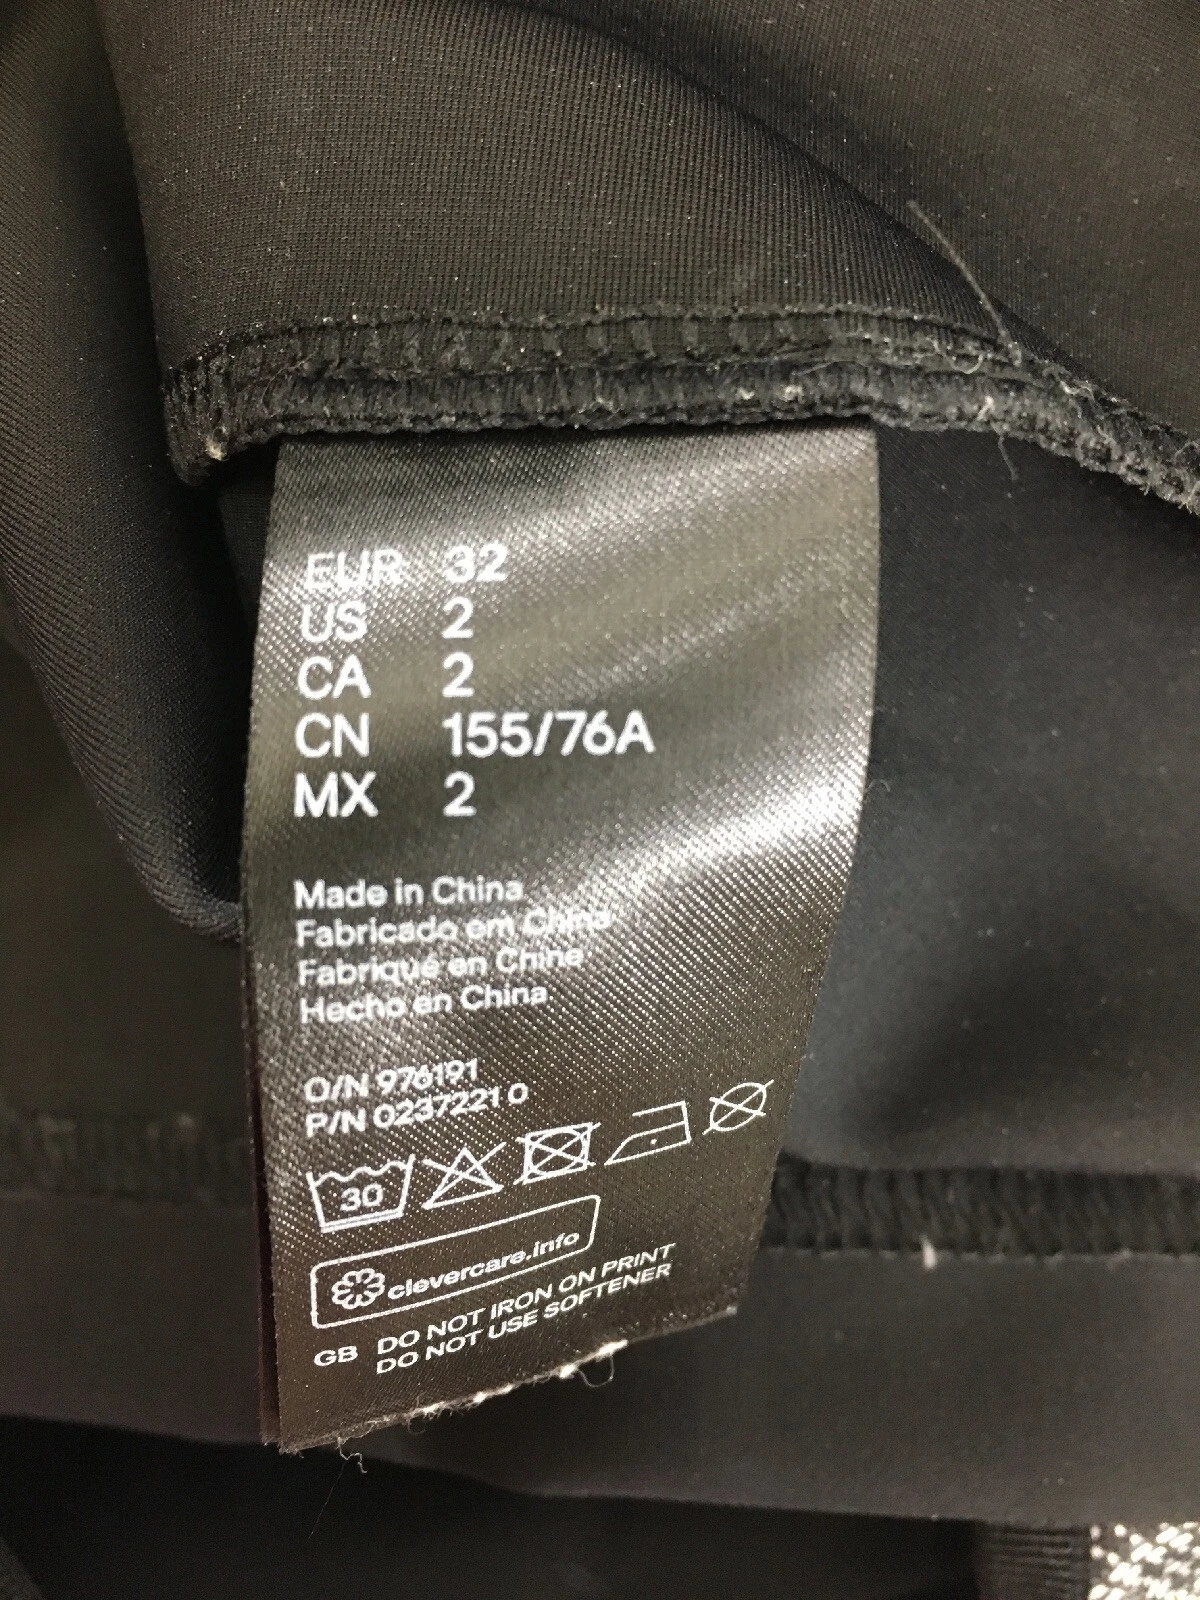 EUR 32
US 2
CA 2
CN 155/76A
MX 2
Made in China
Fabricado em China
Fabriqué en Chine
Hecho en China
O/N 976191
P/N 0237221 0
30
clevercare.info
GB DO NOT IRON ON PRINT
DO NOT USE SOFTENER